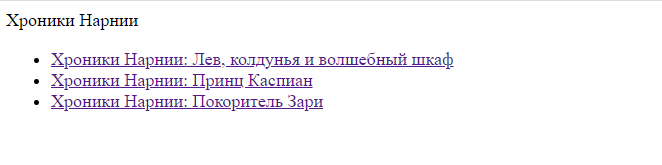 Хроники Нарнии
Хроники Нарнии: Лев, колдунья и волшебный шкаф
Хроники Нарнии: Принц Каспиан
Хроники Нарнии: Покоритель Зари